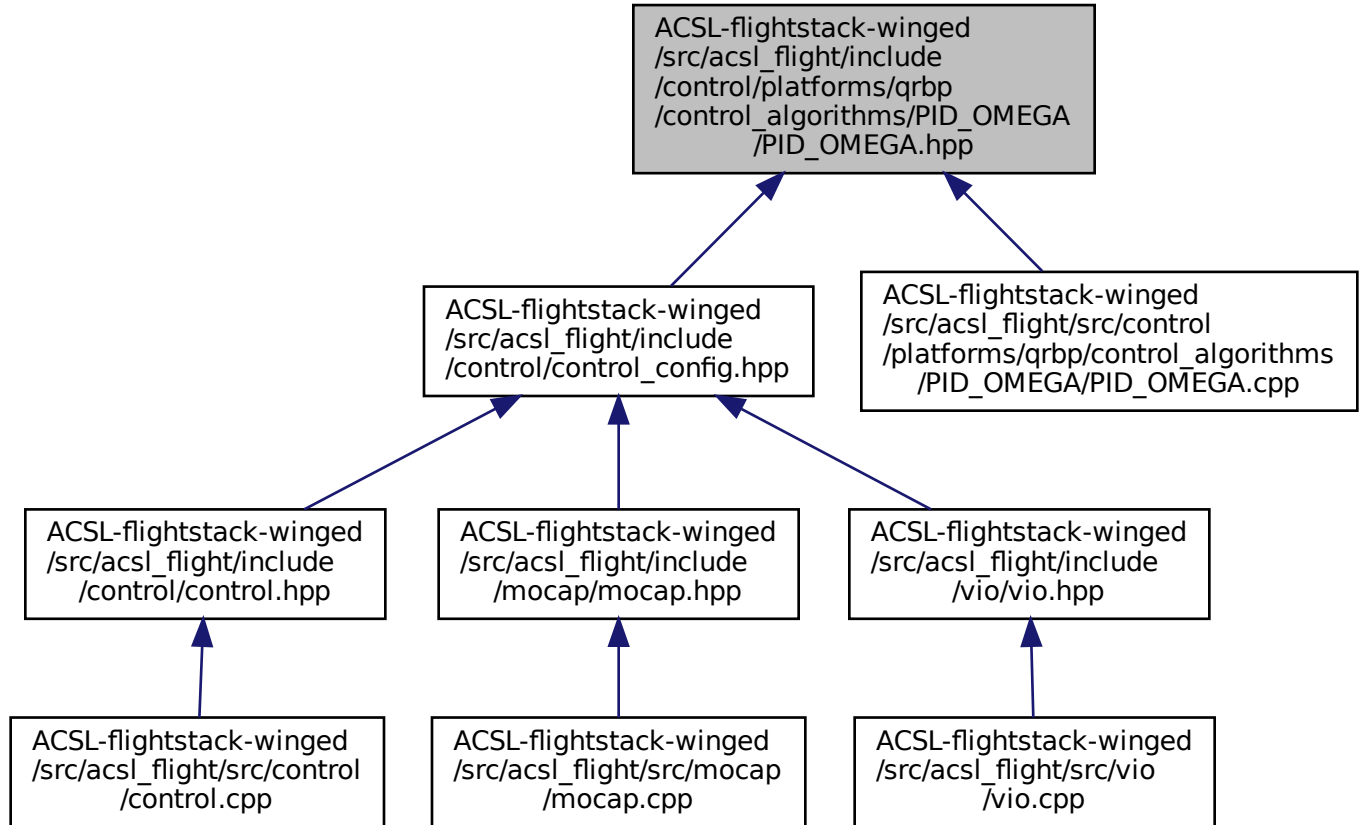 ACSL-flightstack-winged
/src/acsl_flight/include
/control/platforms/qrbp
/control_algorithms/PID_OMEGA
/PID_OMEGA.hpp
ACSL-flightstack-winged
/src/acsl_flight/include
/control/control_config.hpp
ACSL-flightstack-winged
/src/acsl_flight/src/control
/platforms/qrbp/control_algorithms
/PID_OMEGA/PID_OMEGA.cpp
ACSL-flightstack-winged
/src/acsl_flight/include
/control/control.hpp
ACSL-flightstack-winged
/src/acsl_flight/include
/mocap/mocap.hpp
ACSL-flightstack-winged
/src/acsl_flight/include
/vio/vio.hpp
ACSL-flightstack-winged
/src/acsl_flight/src/control
/control.cpp
ACSL-flightstack-winged
/src/acsl_flight/src/mocap
/mocap.cpp
ACSL-flightstack-winged
/src/acsl_flight/src/vio
/vio.cpp